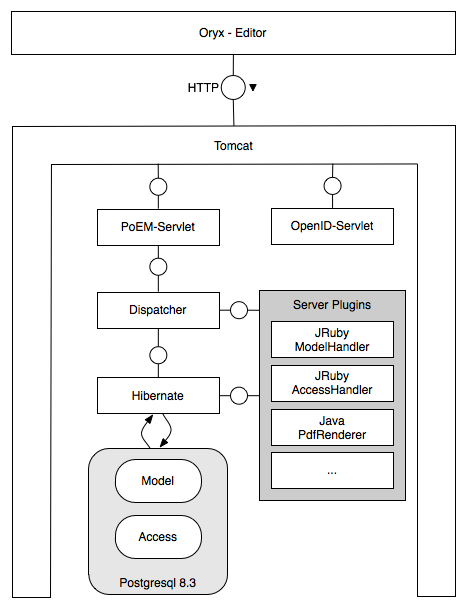 Oryx - Editor
HTTP
Tomcat
PoEM-Servlet
OpenID-Servlet
Dispatcher
Server Plugins
JRuby
ModelHandler
JRuby
AccessHandler
Hibernate
Java
PdfRenderer
...
Model
Access
Postgresql 8.3